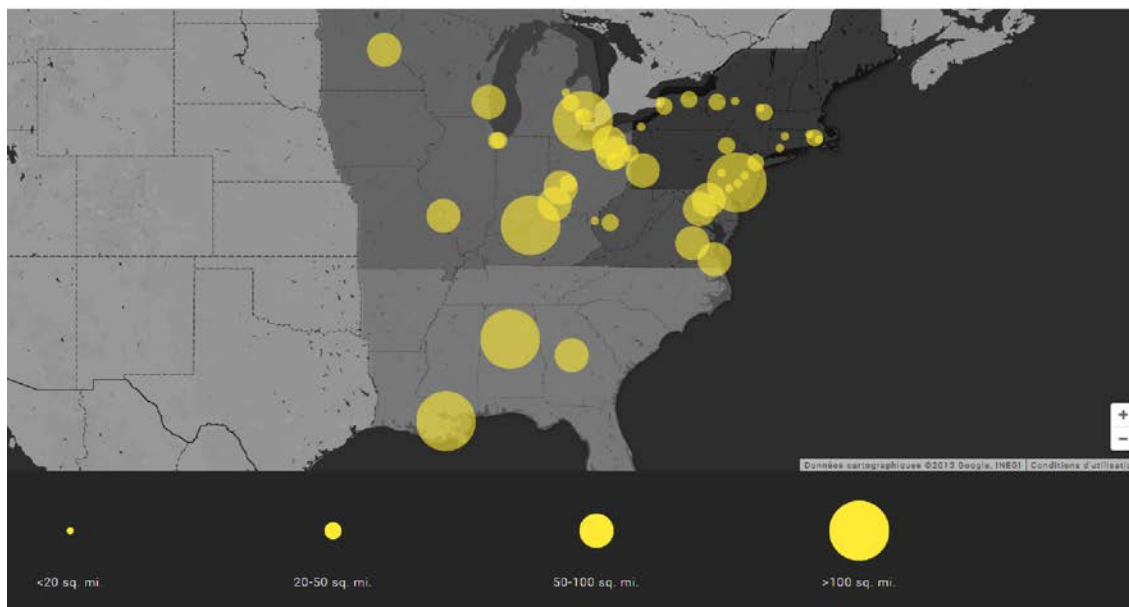 +
−
Données cartographiques ©2013 Google, INEGI | Conditions d'utilisatio
<20 sq. mi.
20-50 sq. mi.
50-100 sq. mi.
>100 sq. mi.